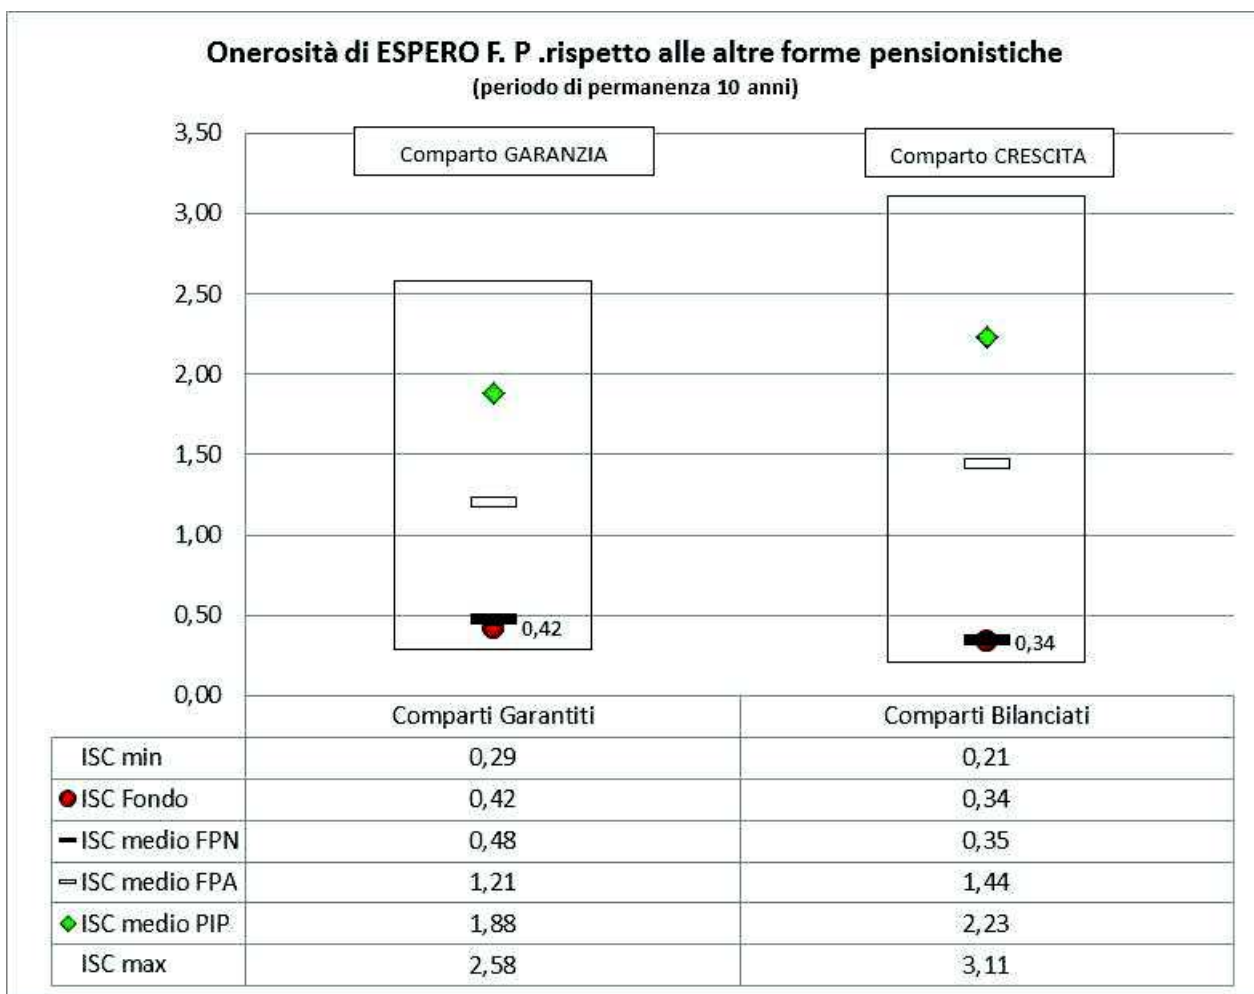 Onerosità di ESPERO F. P .rispetto alle altre forme pensionistiche
(periodo di permanenza 10 anni)
3,50
3,00
2,50
2,00
1,50
1,00
0,50
0,00
Comparto GARANZIA
Comparto CRESCITA
0,42
0,34
Comparti Garantiti Comparti Bilanciati
ISC min 0,29 0,21
ISC Fondo 0,42 0,34
ISC medio FPN 0,48 0,35
ISC medio FPA 1,21 1,44
ISC medio PIP 1,88 2,23
ISC max 2,58 3,11